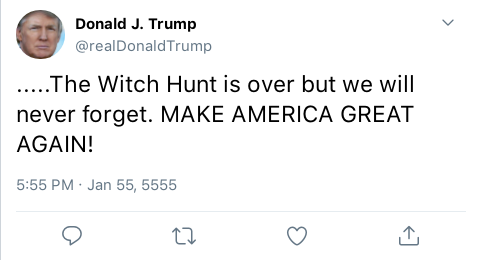 Donald J. Trump
@realDonaldTrump
.....The Witch Hunt is over but we will
never forget. MAKE AMERICA GREAT
AGAIN!
5:55 PM · Jan 55, 5555